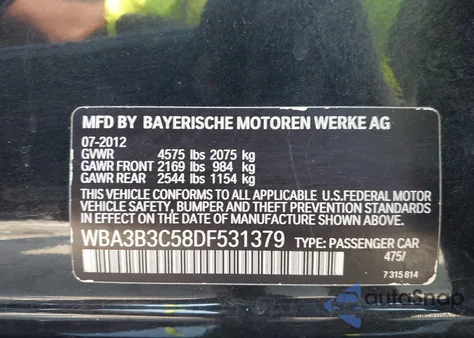 MFD BY BAYERISCHE MOTOREN WERKE AG
07-2012
GVWR 4575 lbs 2075 kg
GAWR FRONT 2169 lbs 984 kg
GAWR REAR 2544 lbs 1154 kg
THIS VEHICLE CONFORMS TO ALL APPLICABLE U.S.FEDERAL MOTOR
VEHICLE SAFETY, BUMPER AND THEFT PREVENTION STANDARDS
IN EFFECT ON THE DATE OF MANUFACTURE SHOWN ABOVE.
WBA3B3C58DF531379 TYPE: PASSENGER CAR
475/
7 315 814
autoSnap